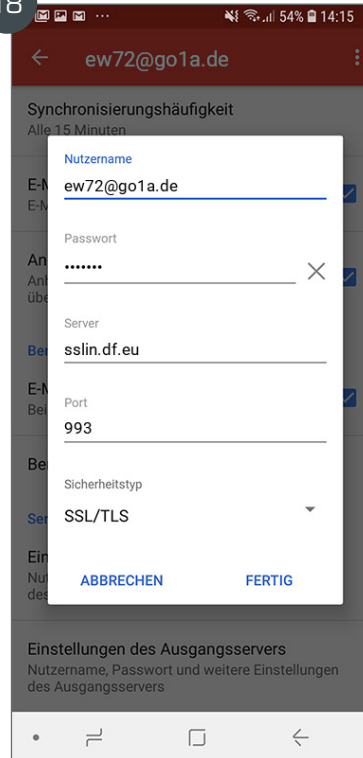 18
54% 14:15
ew72@go1a.de
Synchronisierungshäufigkeit
Alle 15 Minuten
Nutzername
ew72@go1a.de
Passwort
•••••••
Server
sslin.df.eu
Port
993
Sicherheitstyp
SSL/TLS
ABBRECHEN FERTIG
Einstellungen des Ausgangsservers
Nutzername, Passwort und weitere Einstellungen
des Ausgangsservers